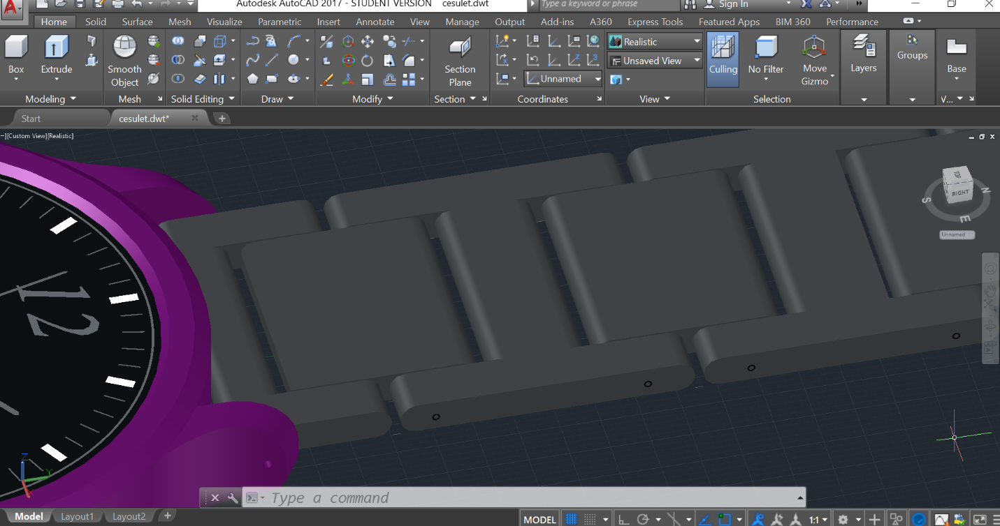 Autodesk AutoCAD 2017 - STUDENT VERSION cesulet.dwt
Type a keyword or phrase
Sign In
Home Solid Surface Mesh Visualize Parametric Insert Annotate View Manage Output Add-ins A360 Express Tools Featured Apps BIM 360 Performance
Box
Extrude
Smooth Object
Section Plane
Unnamed
Realistic
Unsaved View
Culling
No Filter
Move Gizmo
Layers
Groups
Base
Modeling Mesh Solid Editing Draw Modify Section Coordinates View Selection V...
Start
cesulet.dwt*
−][Custom View][Realistic]
12
TOP
RIGHT
S
N
E
Unnamed
Z
Y
X
Type a command
Model Layout1 Layout2
MODEL
1:1